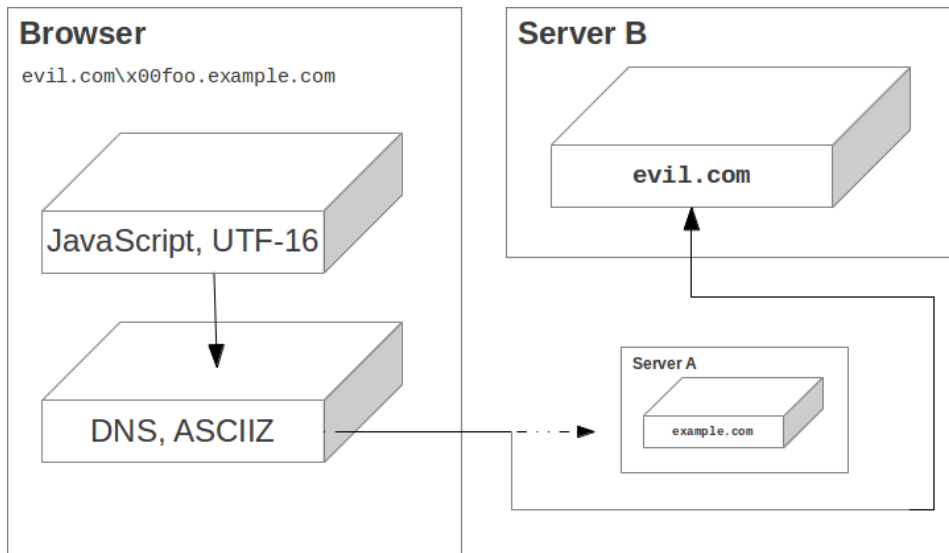 Browser
evil.com\x00foo.example.com
JavaScript, UTF-16
DNS, ASCIIZ
Server B
evil.com
Server A
example.com